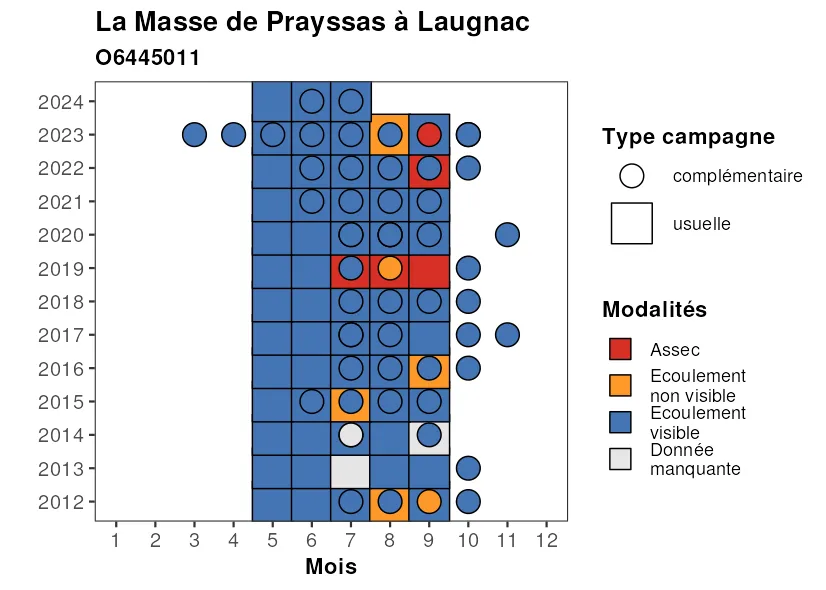 La Masse de Prayssas à Laugnac
O6445011
2024
2023
2022
2021
2020
2019
2018
2017
2016
2015
2014
2013
2012
1 2 3 4 5 6 7 8 9 10 11 12
Mois
Type campagne
complémentaire
usuelle
Modalités
Assec
Ecoulement
non visible
Ecoulement
visible
Donnée
manquante